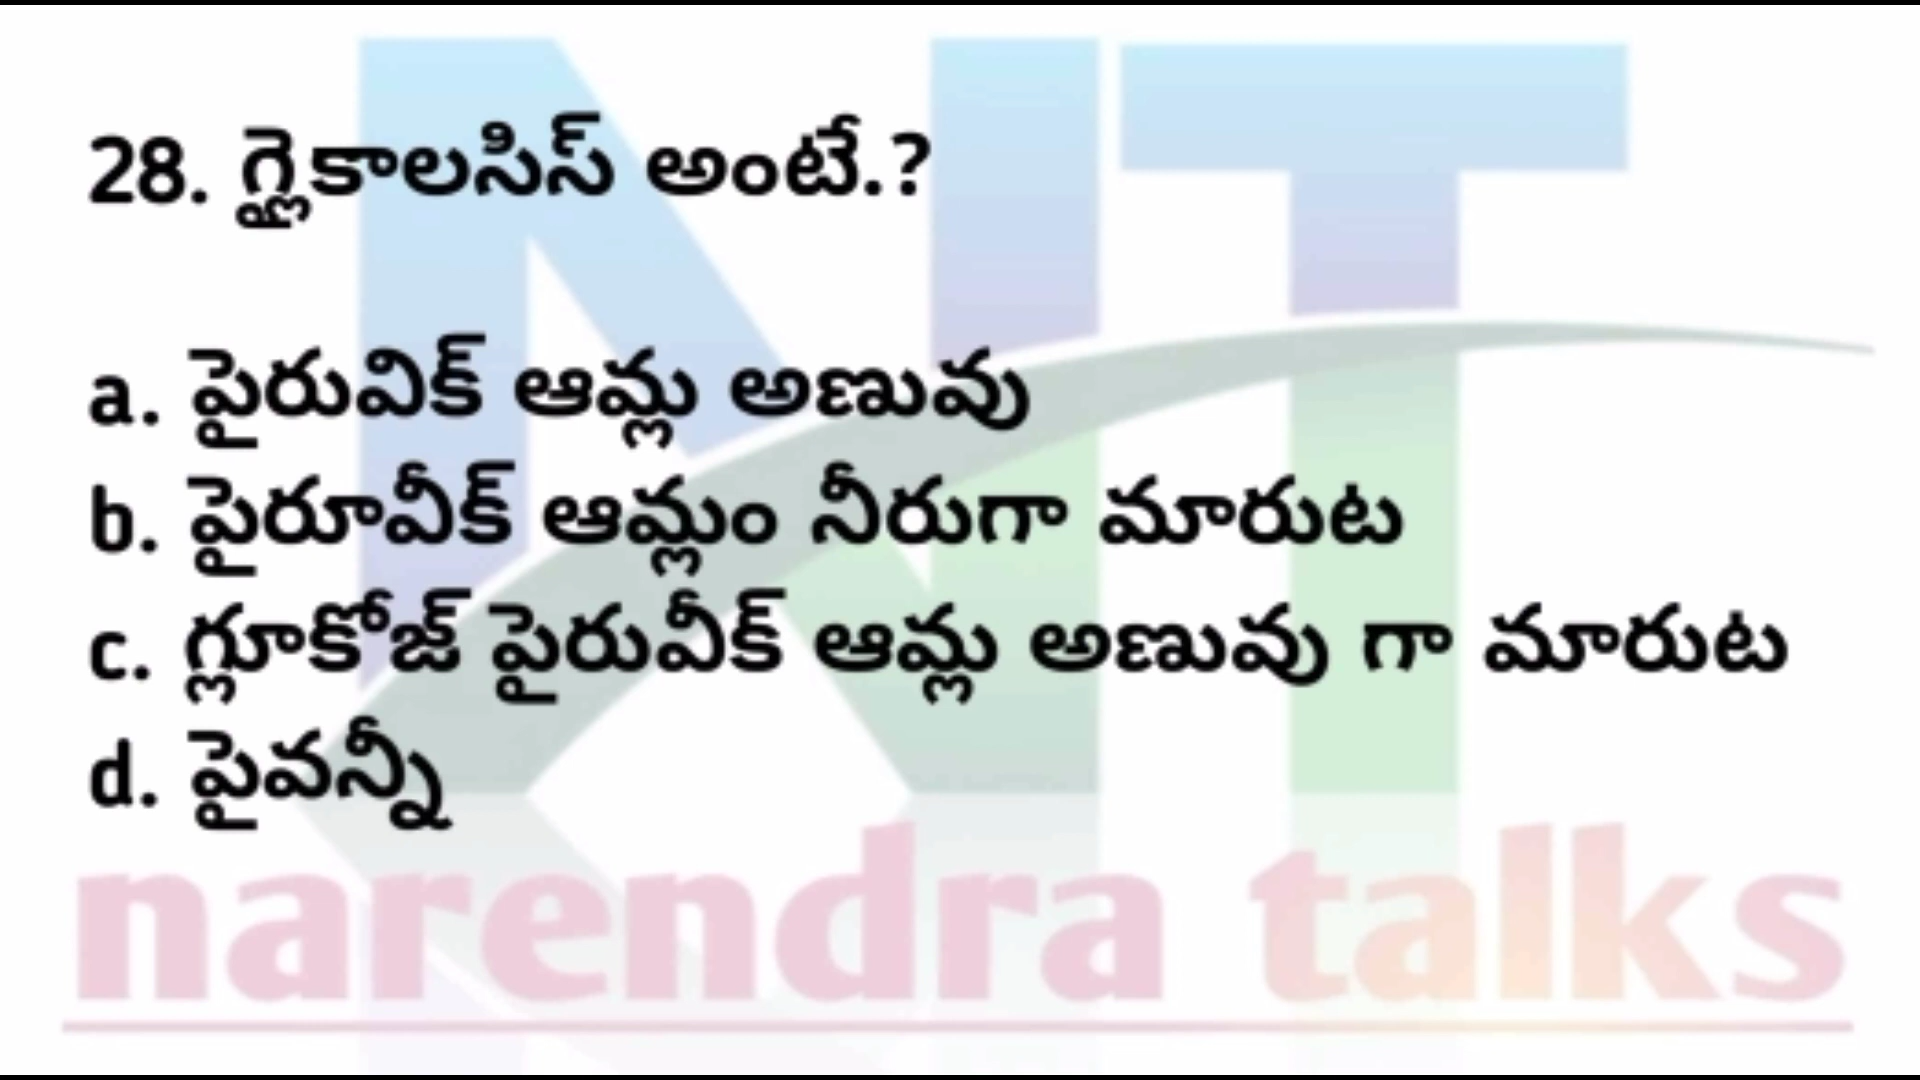 28. గ్లైకాలసిస్ అంటే.?
a. పైరువిక్ ఆమ్ల అణువు
b. పైరూవీక్ ఆమ్లం నీరుగా మారుట
c. గ్లూకోజ్ పైరువీక్ ఆమ్ల అణువు గా మారుట
d. పైవన్నీ
NT
narendra talks